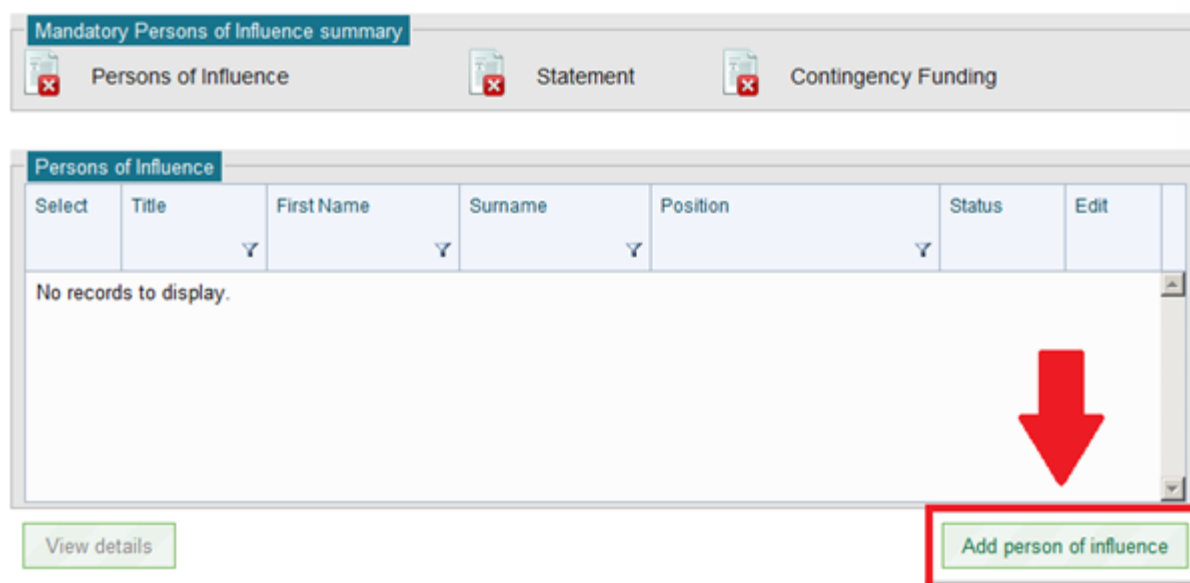 Mandatory Persons of Influence summary
Persons of Influence Statement Contingency Funding
Persons of Influence
Select Title First Name Surname Position Status Edit
No records to display.
View details Add person of influence